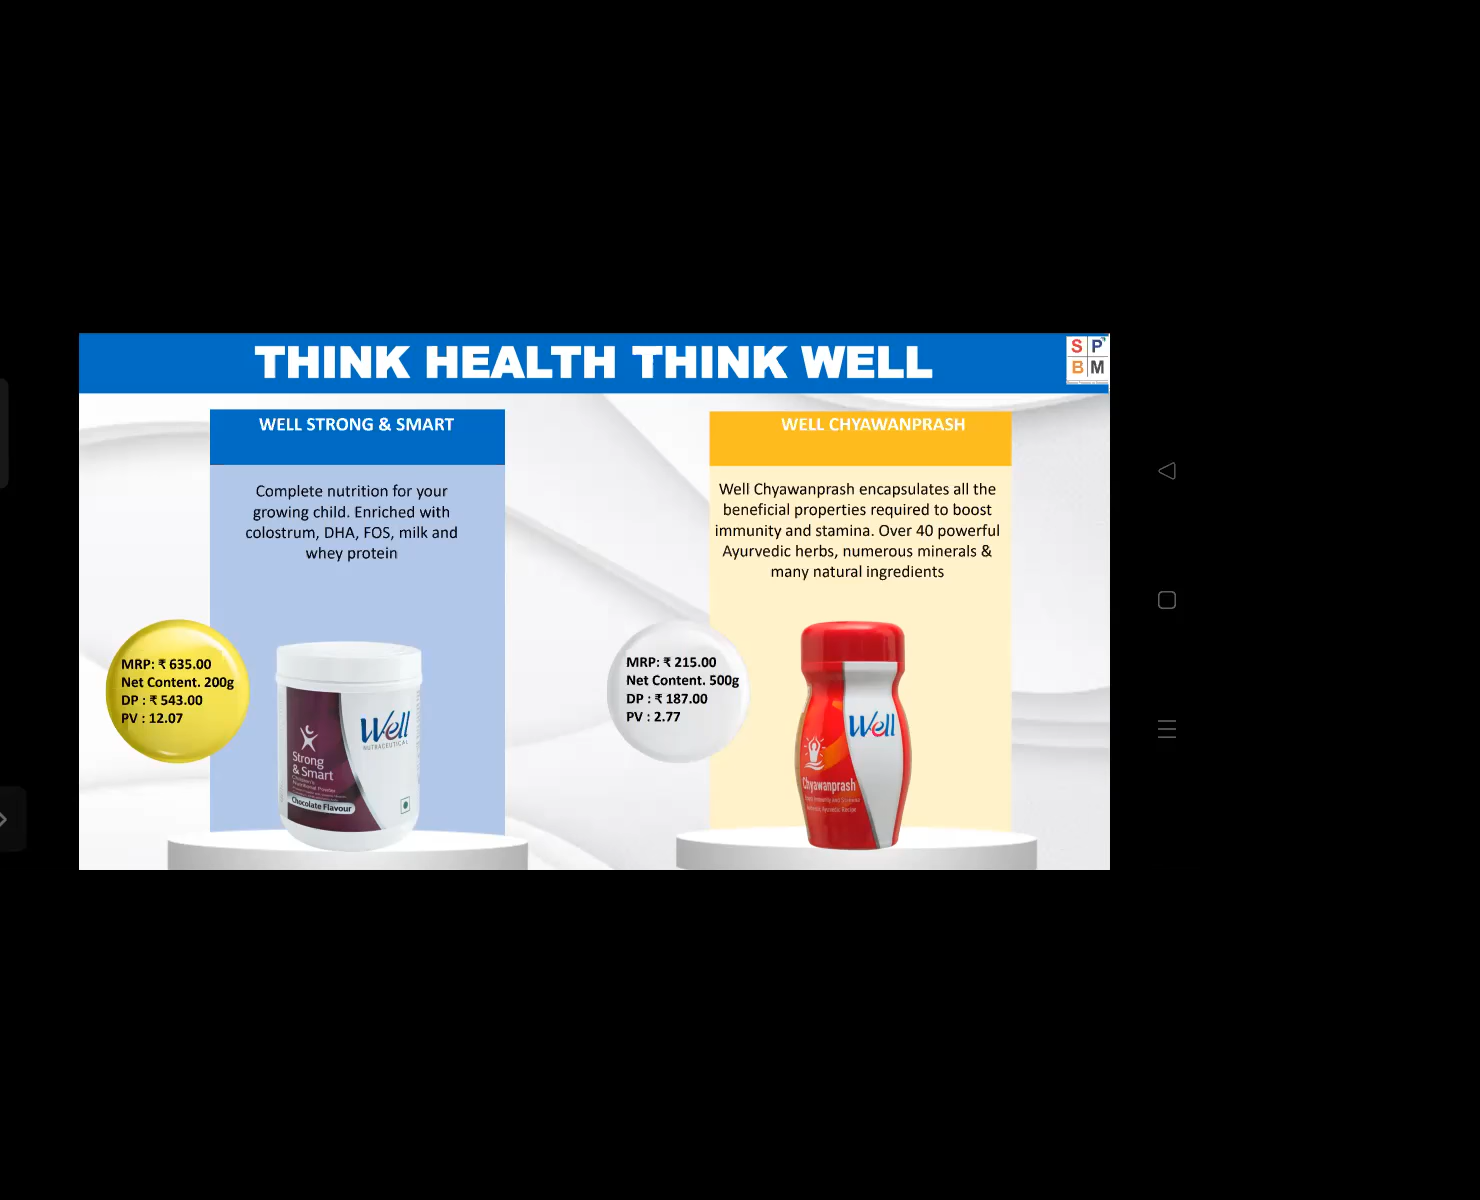 THINK HEALTH THINK WELL
S P
B M
WELL STRONG & SMART
Complete nutrition for your
growing child. Enriched with
colostrum, DHA, FOS, milk and
whey protein
MRP: ₹ 635.00
Net Content. 200g
DP : ₹ 543.00
PV : 12.07
Well
NUTRACEUTICAL
Strong
& Smart
Children's
Nutritional Powder
Chocolate Flavour
WELL CHYAWANPRASH
Well Chyawanprash encapsulates all the
beneficial properties required to boost
immunity and stamina. Over 40 powerful
Ayurvedic herbs, numerous minerals &
many natural ingredients
MRP: ₹ 215.00
Net Content. 500g
DP : ₹ 187.00
PV : 2.77
Well
Chyawanprash